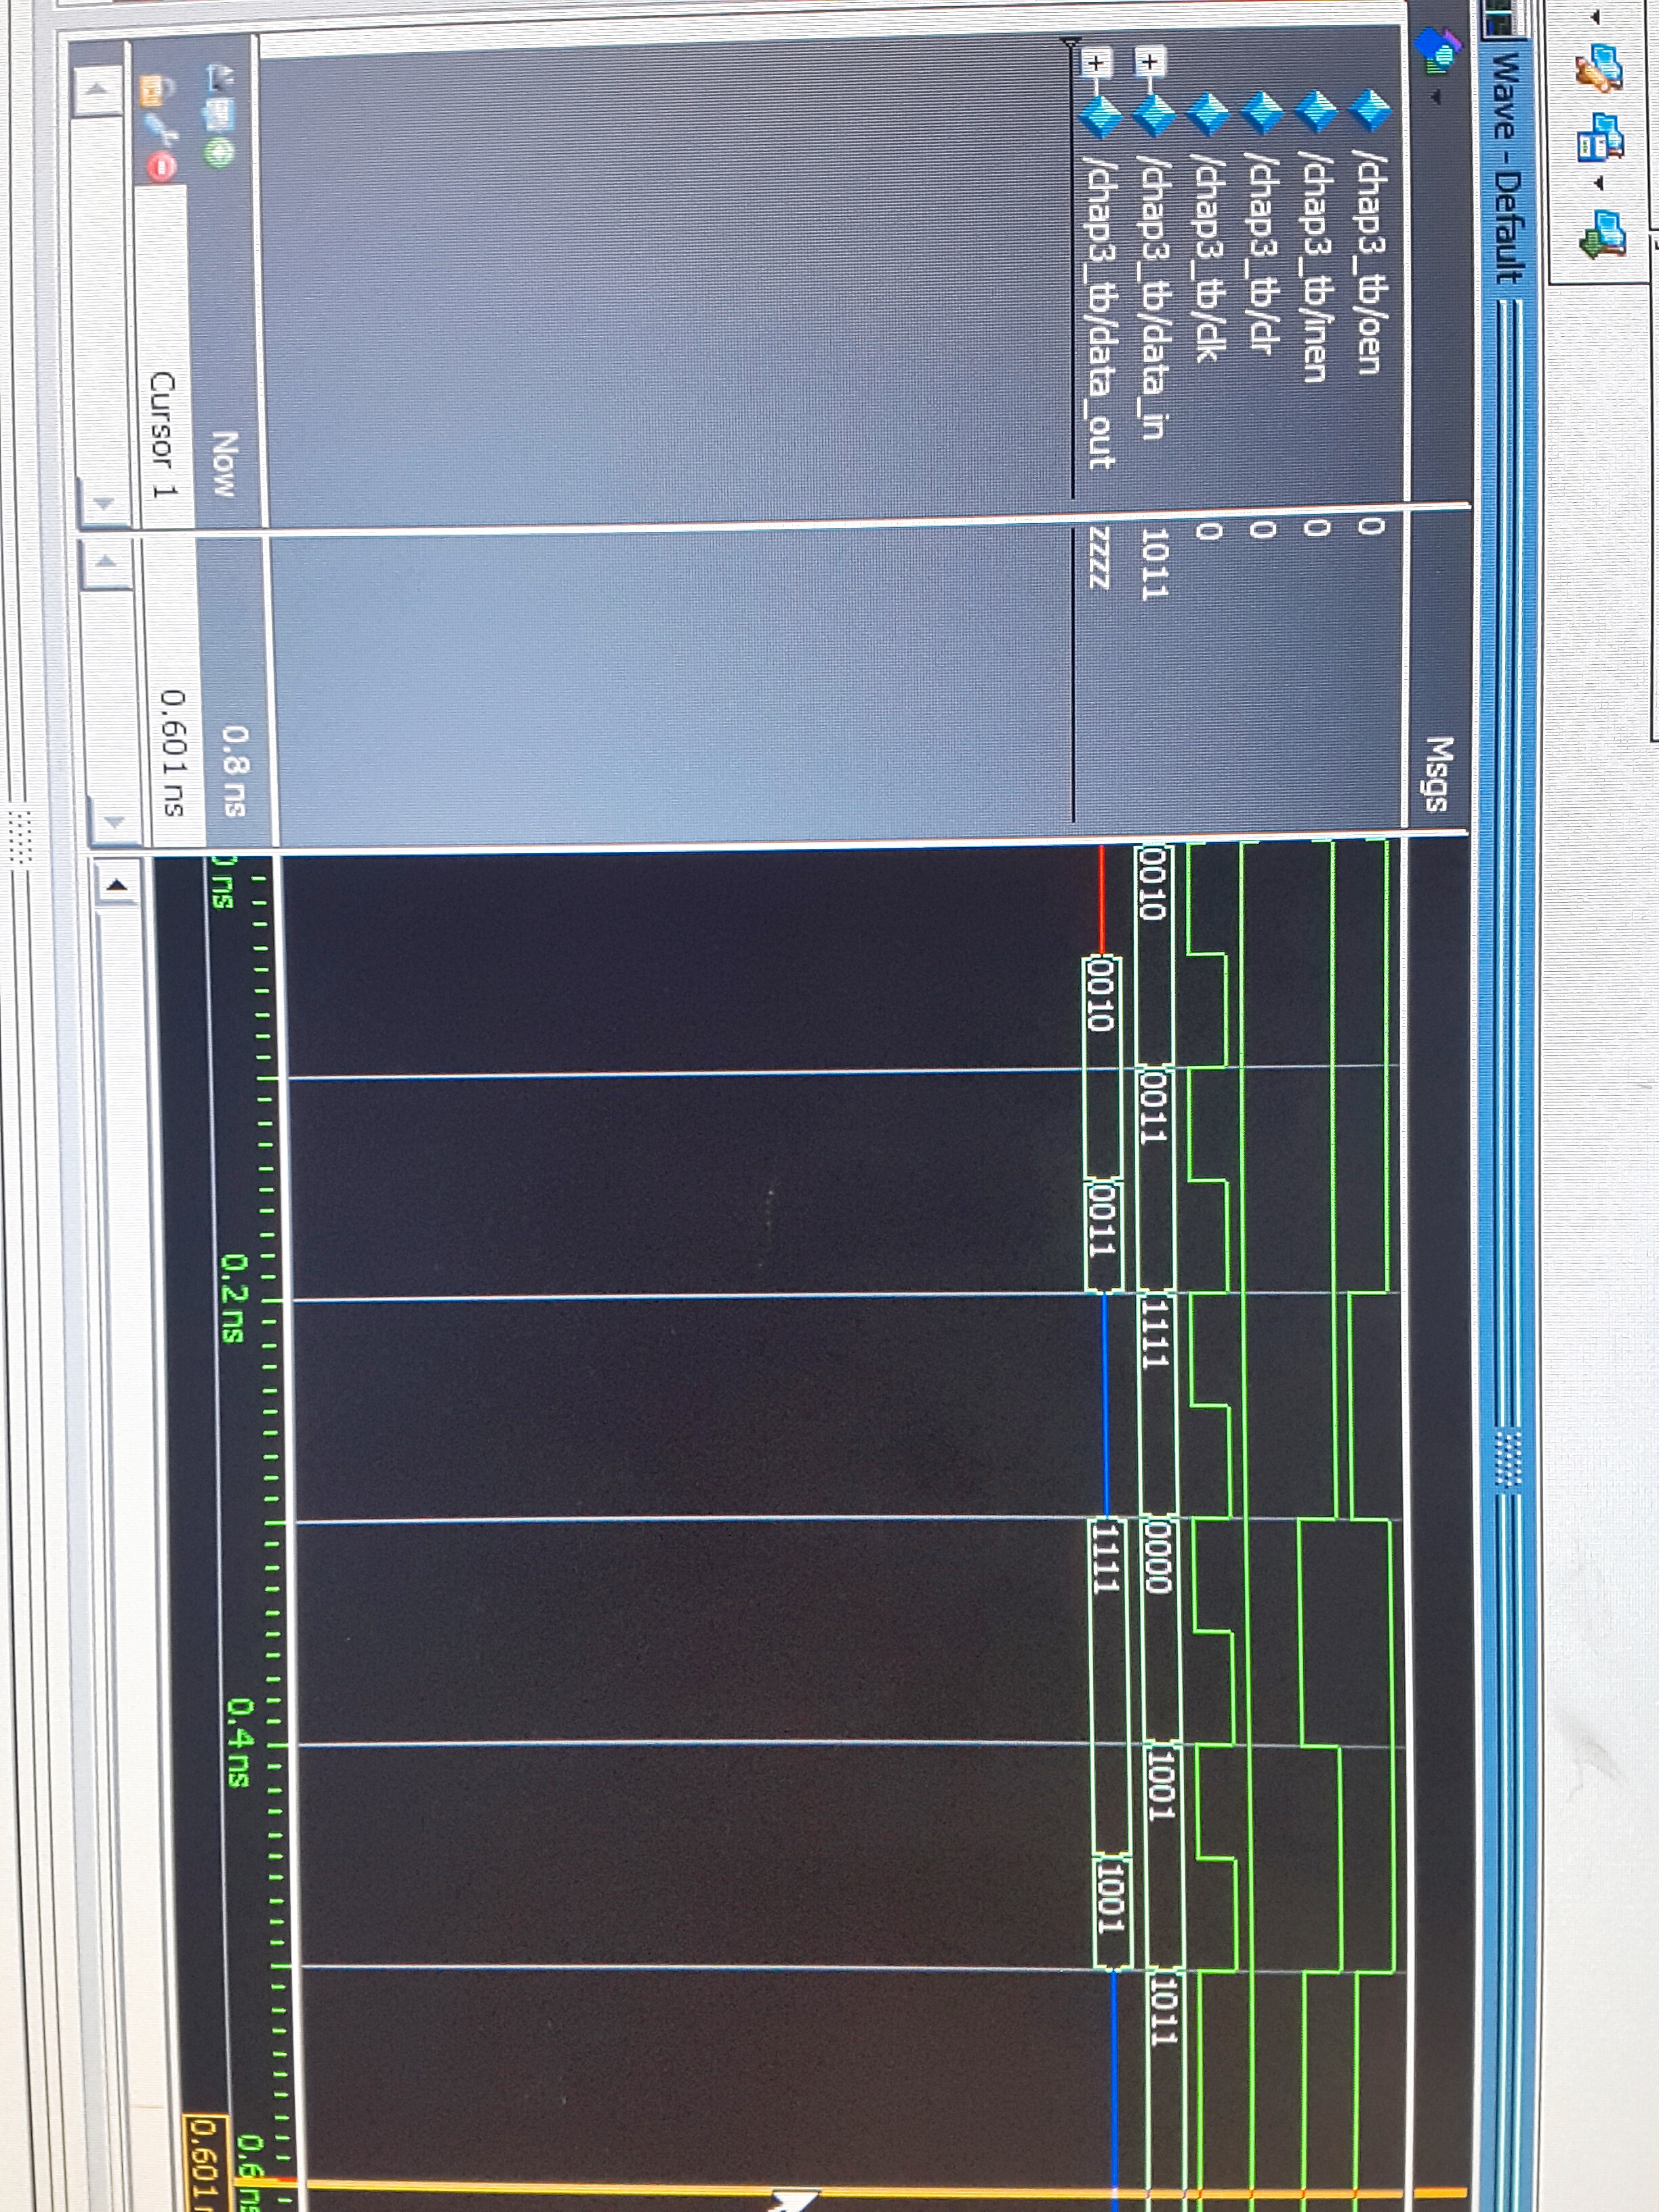 Wave - Default
Msgs
/chap3_tb/oen 0
/chap3_tb/inen 0
/chap3_tb/clr 0
/chap3_tb/clk 0
/chap3_tb/data_in 1011 0010 0011 1111 0000 1001 1011
/chap3_tb/data_out zzzz 0010 0011 1111 1001
Now 0.8 ns
ns 0.2 ns 0.4 ns 0.6 ns
Cursor 1 0.601 ns
0.601